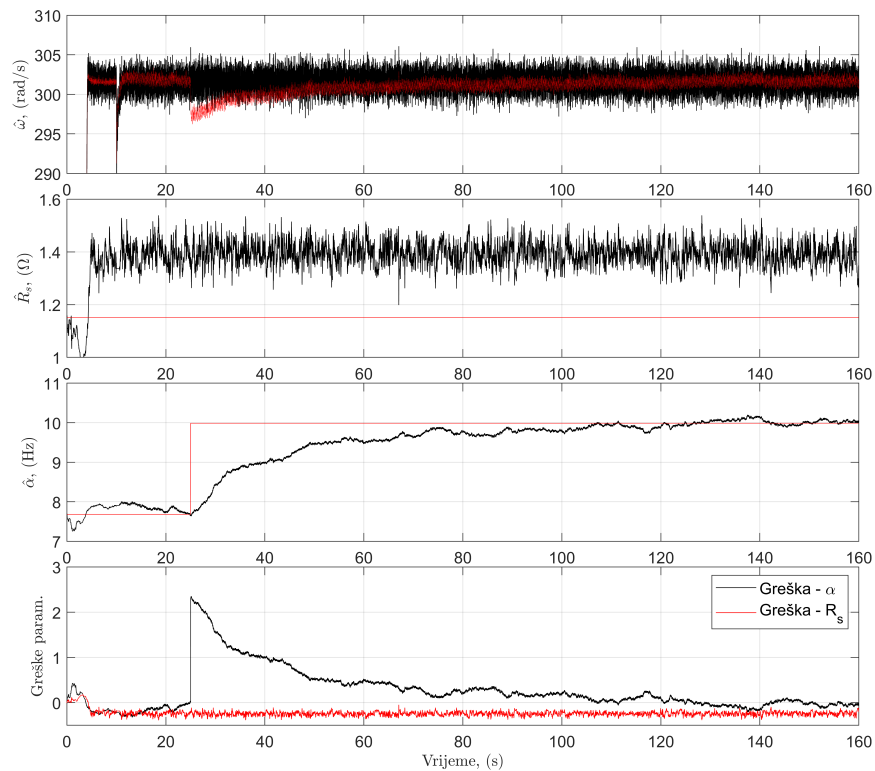 310
305
300
295
290
ω̂, (rad/s)
0 20 40 60 80 100 120 140 160
1.6
1.4
1.2
1
R̂s, (Ω)
0 20 40 60 80 100 120 140 160
11
10
9
8
7
α̂, (Hz)
0 20 40 60 80 100 120 140 160
3
2
1
0
Greške param.
Greška - α
Greška - Rs
0 20 40 60 80 100 120 140 160
Vrijeme, (s)